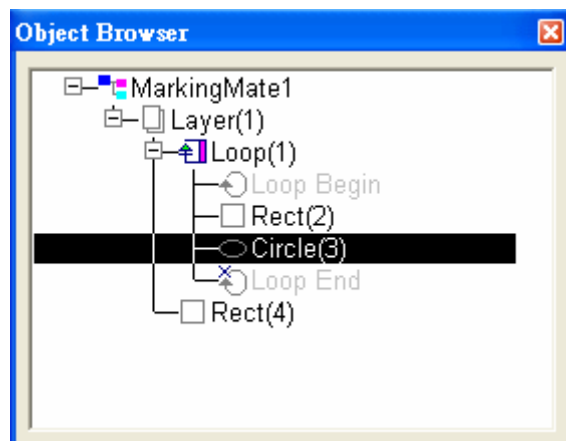 Object Browser
MarkingMate1
Layer(1)
Loop(1)
Loop Begin
Rect(2)
Circle(3)
Loop End
Rect(4)